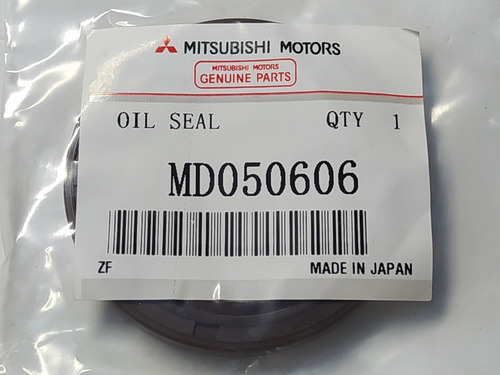 MITSUBISHI MOTORS
MITSUBISHI MOTORS
GENUINE PARTS
OIL SEAL QTY 1
MD050606
ZF MADE IN JAPAN